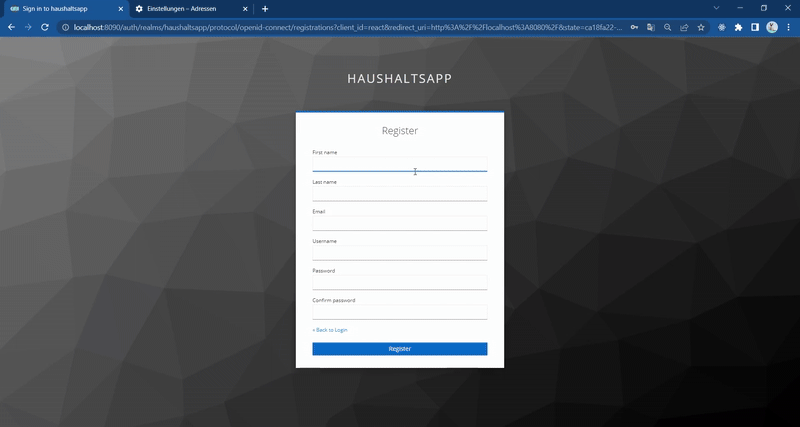 Sign in to haushaltsapp
Einstellungen – Adressen
localhost:8090/auth/realms/haushaltsapp/protocol/openid-connect/registrations?client_id=react&redirect_uri=http%3A%2F%2Flocalhost%3A8080%2F&state=ca18fa22-...
HAUSHALTSAPP
Register
First name
Last name
Email
Username
Password
Confirm password
« Back to Login
Register